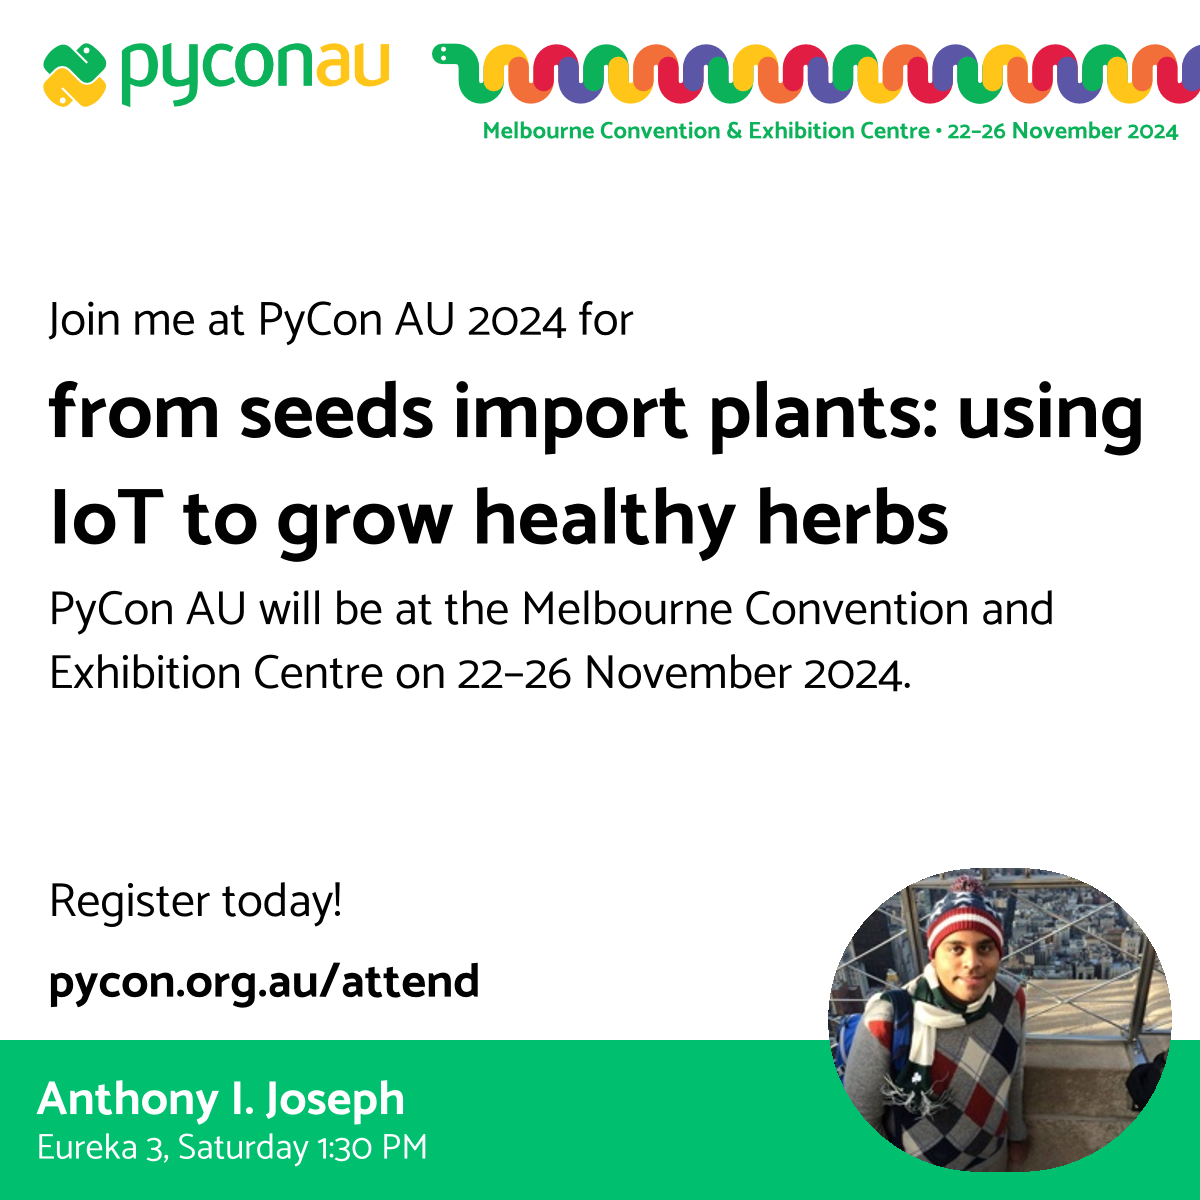 pyconau
Melbourne Convention & Exhibition Centre • 22–26 November 2024
Join me at PyCon AU 2024 for
from seeds import plants: using
IoT to grow healthy herbs
PyCon AU will be at the Melbourne Convention and
Exhibition Centre on 22–26 November 2024.
Register today!
pycon.org.au/attend
Anthony I. Joseph
Eureka 3, Saturday 1:30 PM